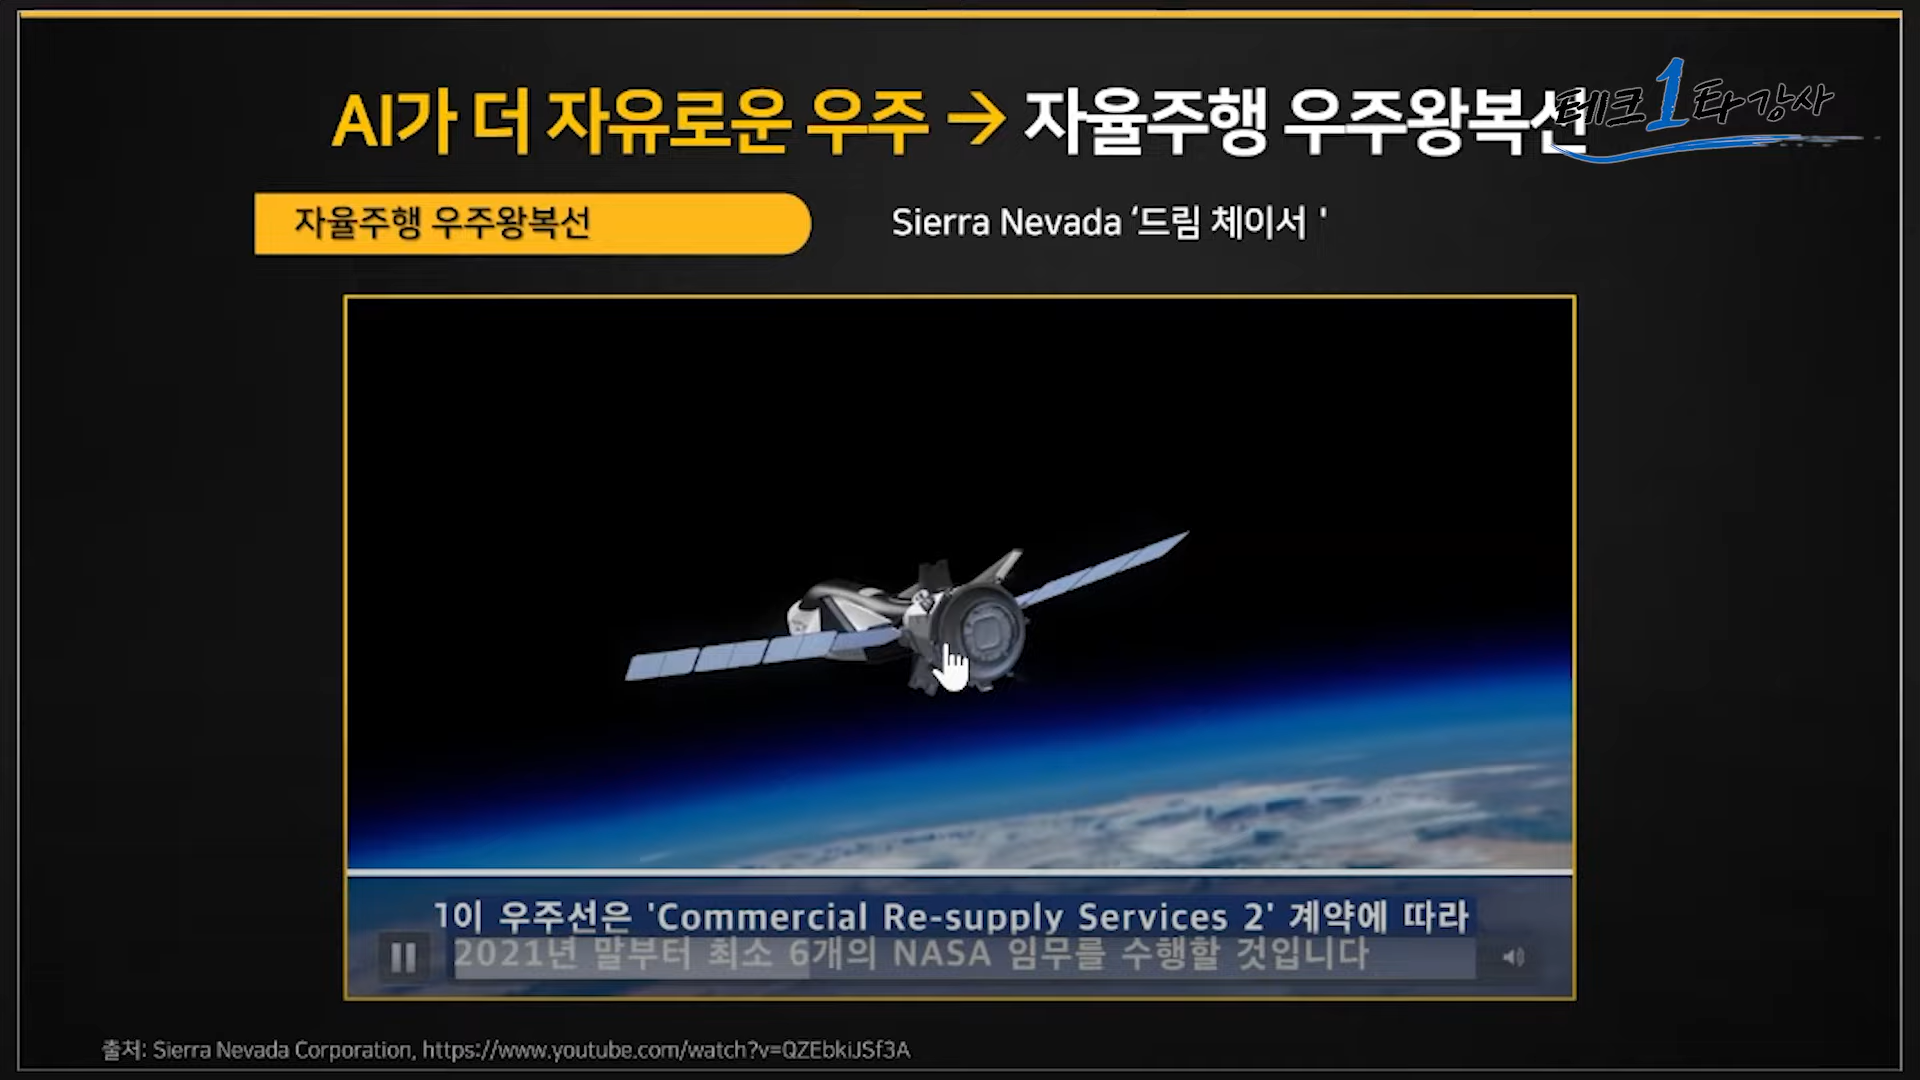 AI가 더 자유로운 우주 → 자율주행 우주왕복선
테크1타강사
자율주행 우주왕복선
Sierra Nevada ‘드림 체이서 '
1이 우주선은 'Commercial Re-supply Services 2' 계약에 따라
2021년 말부터 최소 6개의 NASA 임무를 수행할 것입니다
출처: Sierra Nevada Corporation, https://www.youtube.com/watch?v=QZEbkiJSf3A